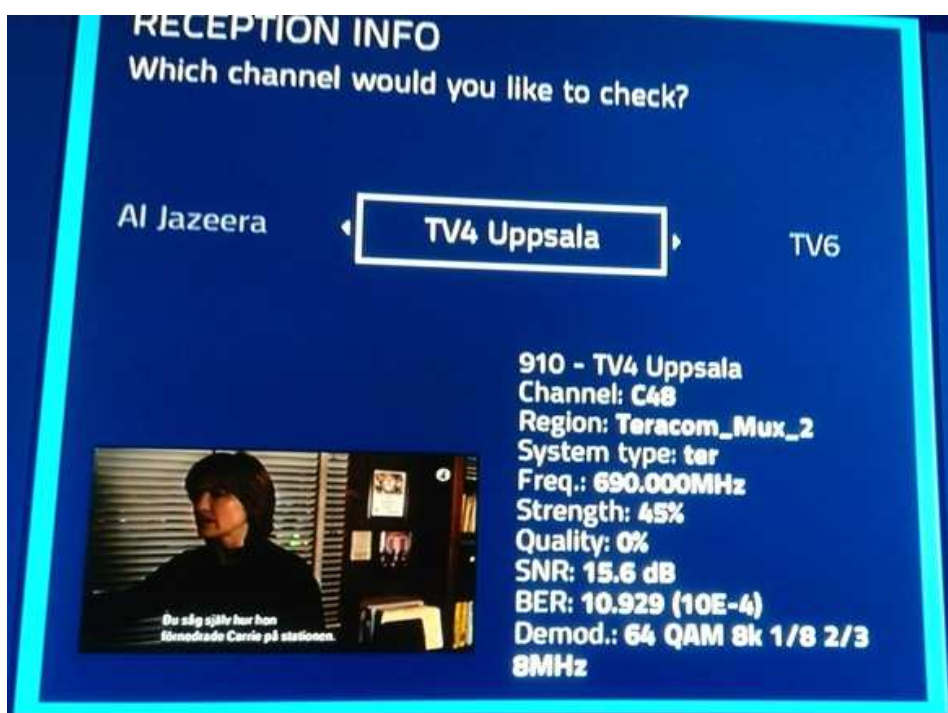 RECEPTION INFO
Which channel would you like to check?
Al Jazeera TV4 Uppsala TV6
910 - TV4 Uppsala
Channel: C48
Region: Teracom_Mux_2
System type: ter
Freq.: 690.000MHz
Strength: 45%
Quality: 0%
SNR: 15.6 dB
BER: 10.929 (10E-4)
Demod.: 64 QAM 8k 1/8 2/3
8MHz
4
Du såg själv hur hon
förnedrade Carrie på stationen.